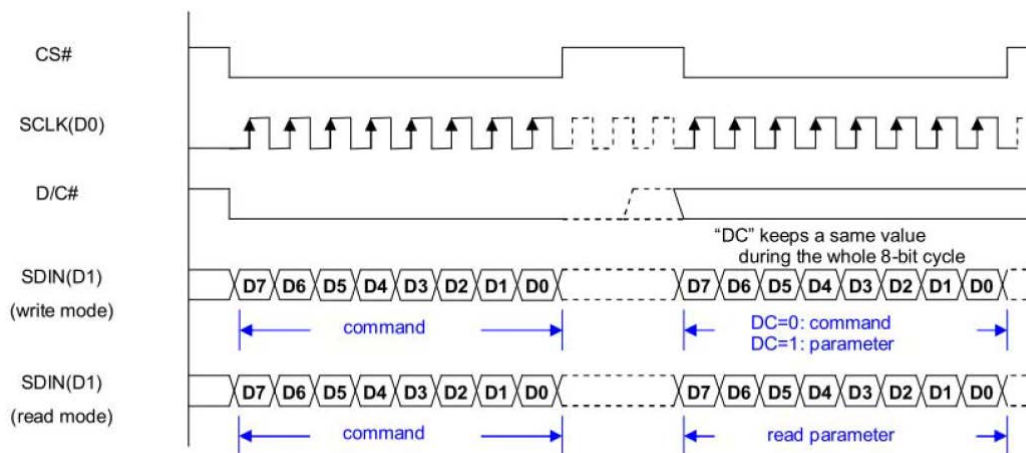 CS#
SCLK(D0)
D/C#
“DC” keeps a same value
during the whole 8-bit cycle
SDIN(D1)
(write mode)
D7 D6 D5 D4 D3 D2 D1 D0
D7 D6 D5 D4 D3 D2 D1 D0
command
DC=0: command
DC=1: parameter
SDIN(D1)
(read mode)
D7 D6 D5 D4 D3 D2 D1 D0
D7 D6 D5 D4 D3 D2 D1 D0
command
read parameter